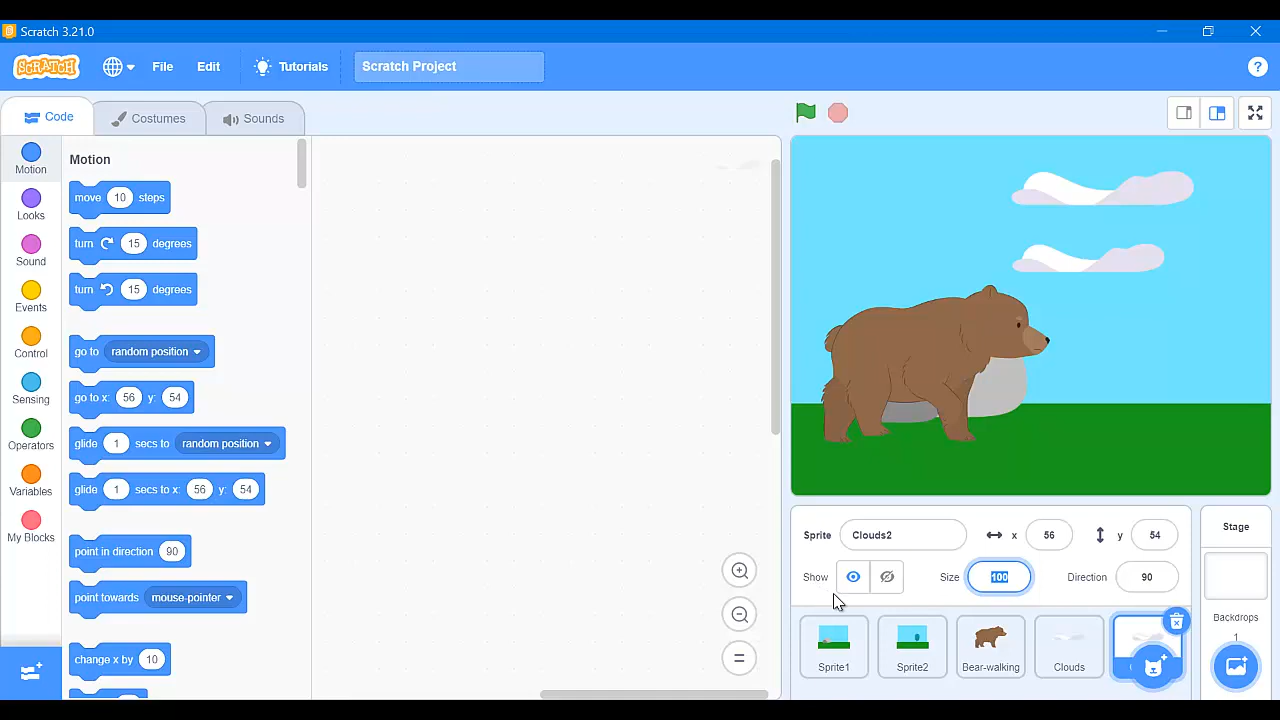 Scratch 3.21.0
SCRATCH File Edit Tutorials Scratch Project ?
Code Costumes Sounds
Motion
Looks
Sound
Events
Control
Sensing
Operators
Variables
My Blocks
Motion
move 10 steps
turn 15 degrees
turn 15 degrees
go to random position
go to x: 56 y: 54
glide 1 secs to random position
glide 1 secs to x: 56 y: 54
point in direction 90
point towards mouse-pointer
change x by 10
Sprite Clouds2 x 56 y 54
Show Size 100 Direction 90
Sprite1 Sprite2 Bear-walking Clouds
Stage
Backdrops
1